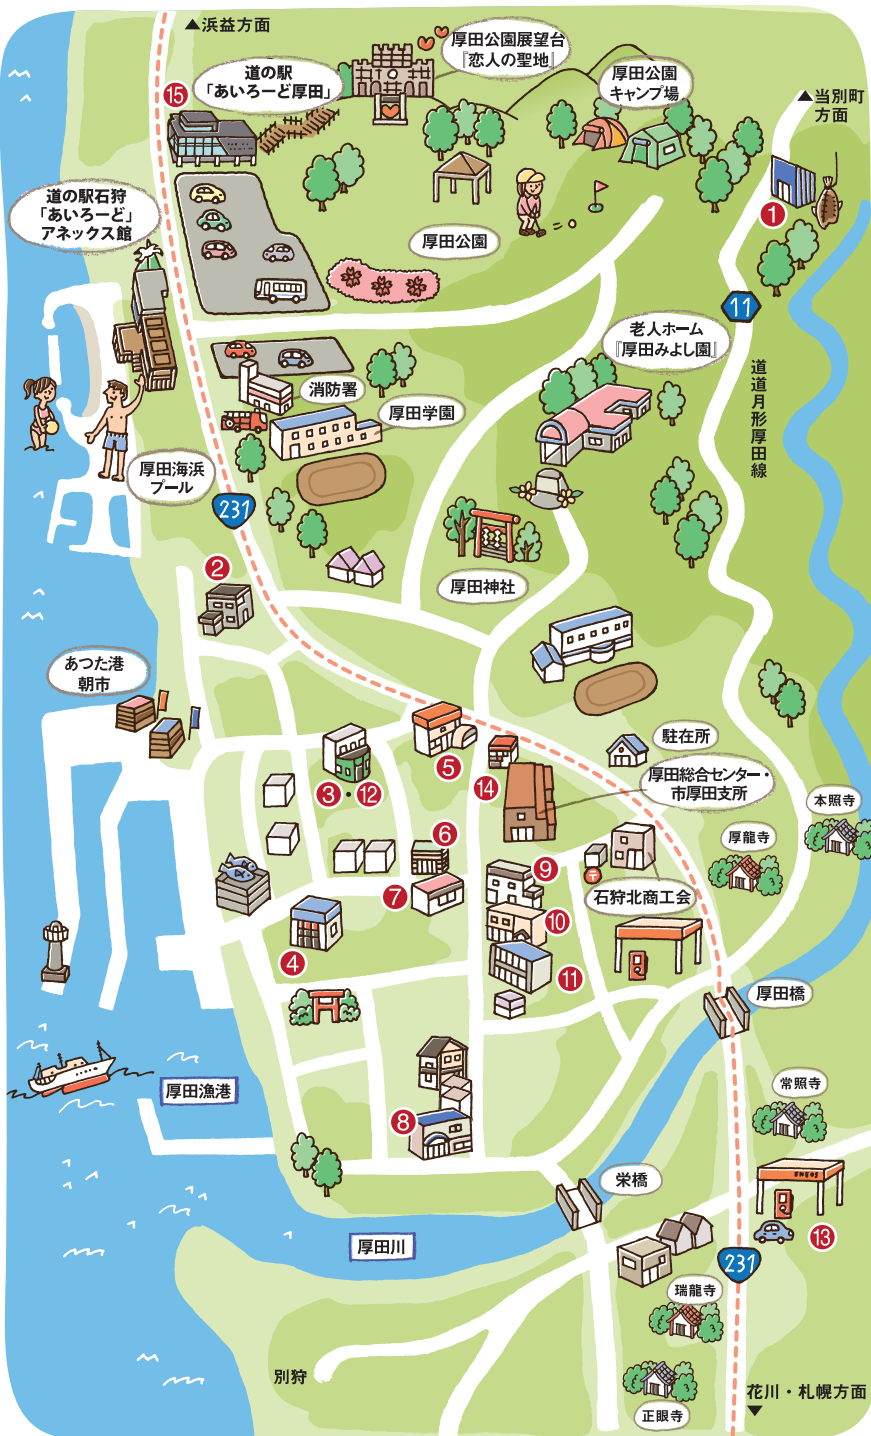 ▲浜益方面
厚田公園展望台
『恋人の聖地』
道の駅
「あいろーど厚田」
厚田公園
キャンプ場
▲当別町
方面
15
道の駅石狩
「あいろーど」
アネックス館
1
厚田公園
11
老人ホーム
『厚田みよし園』
道道月形厚田線
消防署
厚田学園
厚田海浜
プール
231
厚田神社
2
あつた港
朝市
5
駐在所
14
厚田総合センター・
市厚田支所
3・12
本照寺
厚龍寺
6
9
7
石狩北商工会
10
4
11
厚田橋
厚田漁港
常照寺
8
ENEOS
栄橋
13
厚田川
231
瑞龍寺
別狩
花川・札幌方面
▼
正眼寺
〒